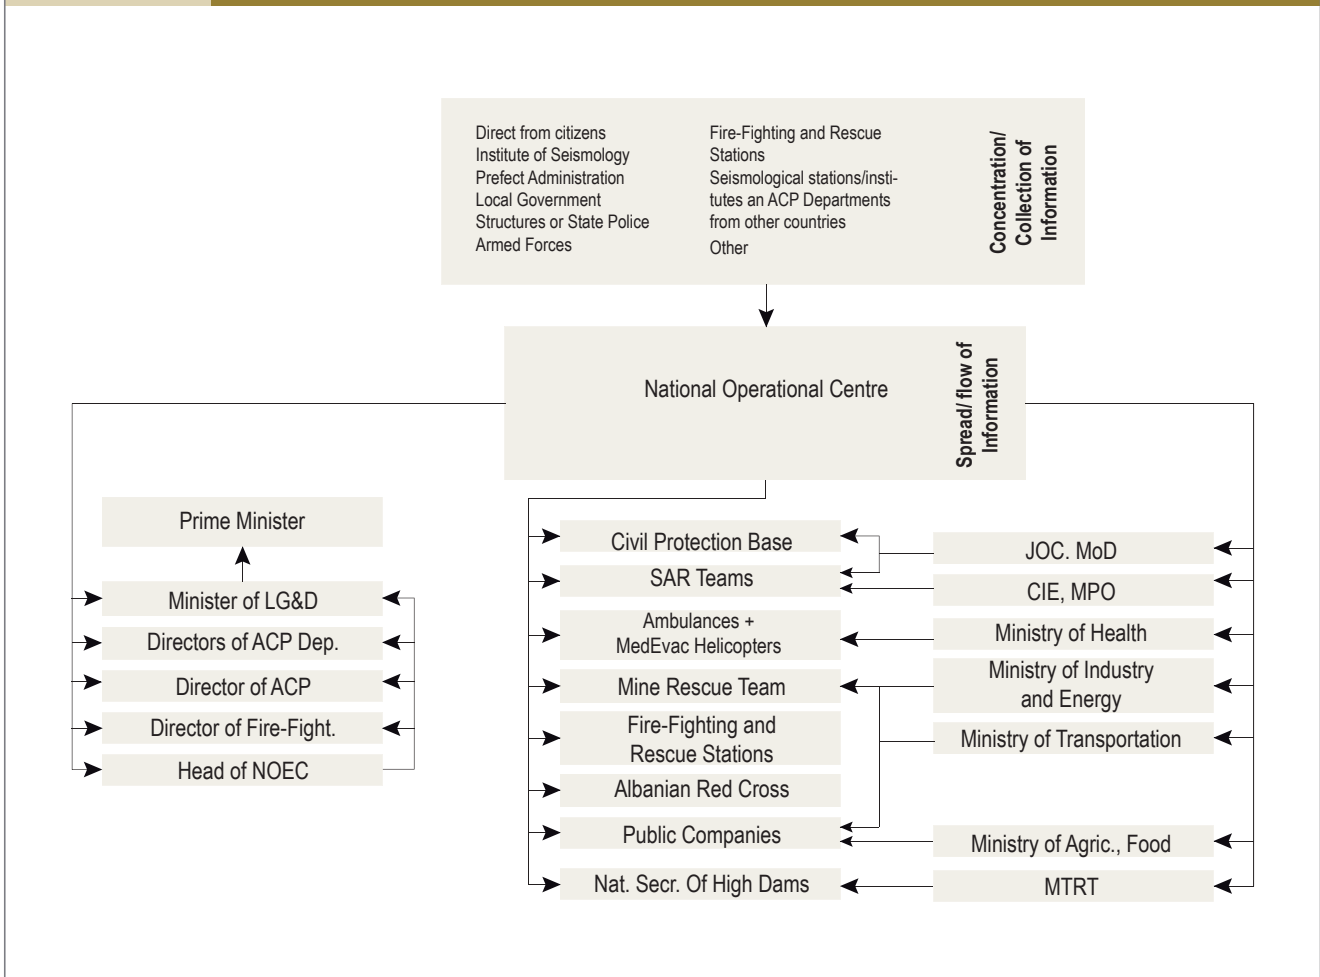 Direct from citizens
Institute of Seismology
Prefect Administration
Local Government
Structures or State Police
Armed Forces
Fire-Fighting and Rescue
Stations
Seismological stations/insti-
tutes an ACP Departments
from other countries
Other
Concentration/
Collection of
Information
National Operational Centre
Spread/ flow of
Information
Prime Minister
Minister of LG&D
Directors of ACP Dep.
Director of ACP
Director of Fire-Fight.
Head of NOEC
Civil Protection Base
SAR Teams
Ambulances +
MedEvac Helicopters
Mine Rescue Team
Fire-Fighting and
Rescue Stations
Albanian Red Cross
Public Companies
Nat. Secr. Of High Dams
JOC. MoD
CIE, MPO
Ministry of Health
Ministry of Industry
and Energy
Ministry of Transportation
Ministry of Agric., Food
MTRT